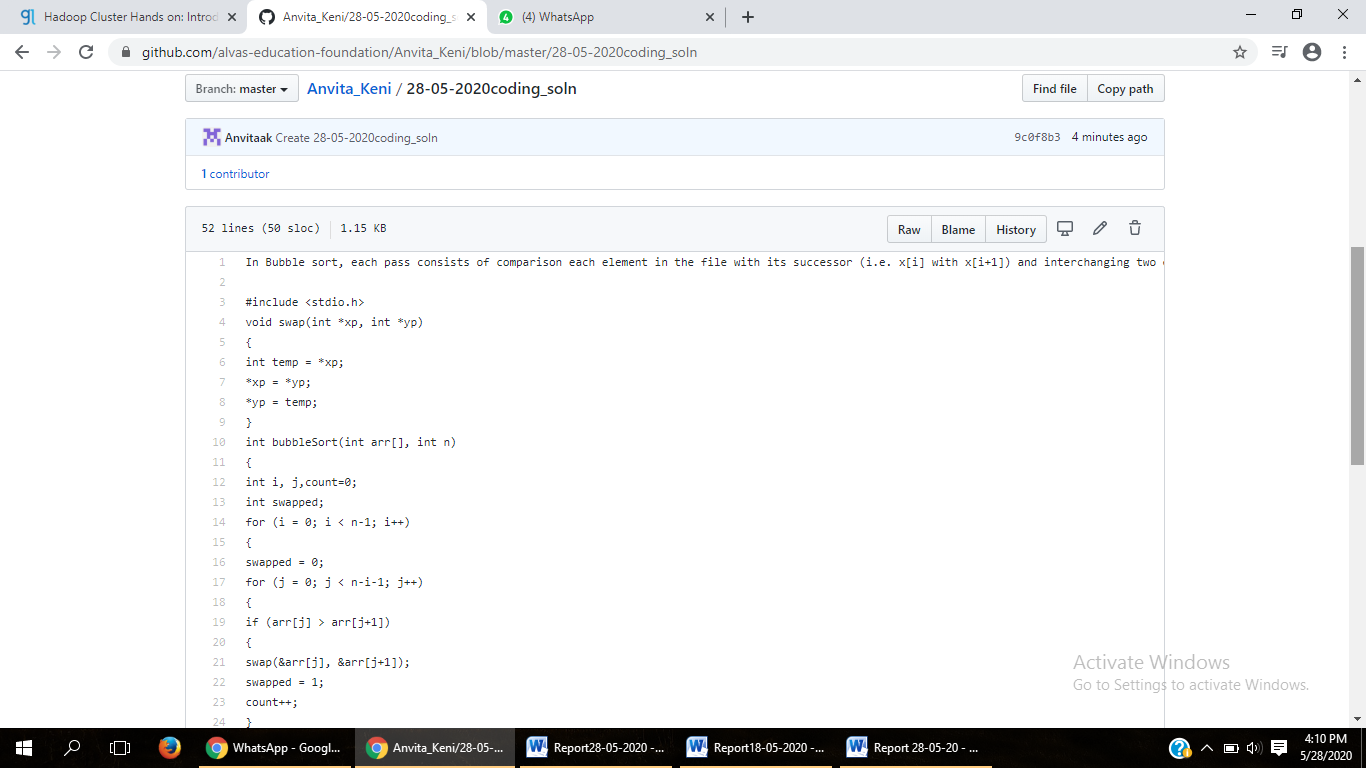 Hadoop Cluster Hands on: Introd
Anvita_Keni/28-05-2020coding_s
(4) WhatsApp
github.com/alvas-education-foundation/Anvita_Keni/blob/master/28-05-2020coding_soln
Branch: master
Anvita_Keni / 28-05-2020coding_soln
Find file
Copy path
Anvitaak Create 28-05-2020coding_soln
9c0f8b3 4 minutes ago
1 contributor
52 lines (50 sloc) 1.15 KB
Raw Blame History
1 In Bubble sort, each pass consists of comparison each element in the file with its successor (i.e. x[i] with x[i+1]) and interchanging two
2
3 #include <stdio.h>
4 void swap(int *xp, int *yp)
5 {
6 int temp = *xp;
7 *xp = *yp;
8 *yp = temp;
9 }
10 int bubbleSort(int arr[], int n)
11 {
12 int i, j,count=0;
13 int swapped;
14 for (i = 0; i < n-1; i++)
15 {
16 swapped = 0;
17 for (j = 0; j < n-i-1; j++)
18 {
19 if (arr[j] > arr[j+1])
20 {
21 swap(&arr[j], &arr[j+1]);
22 swapped = 1;
23 count++;
24 }
Activate Windows
Go to Settings to activate Windows.
WhatsApp - Googl...
Anvita_Keni/28-05-...
Report28-05-2020 -...
Report18-05-2020 -...
Report 28-05-20 - ...
4:10 PM
5/28/2020